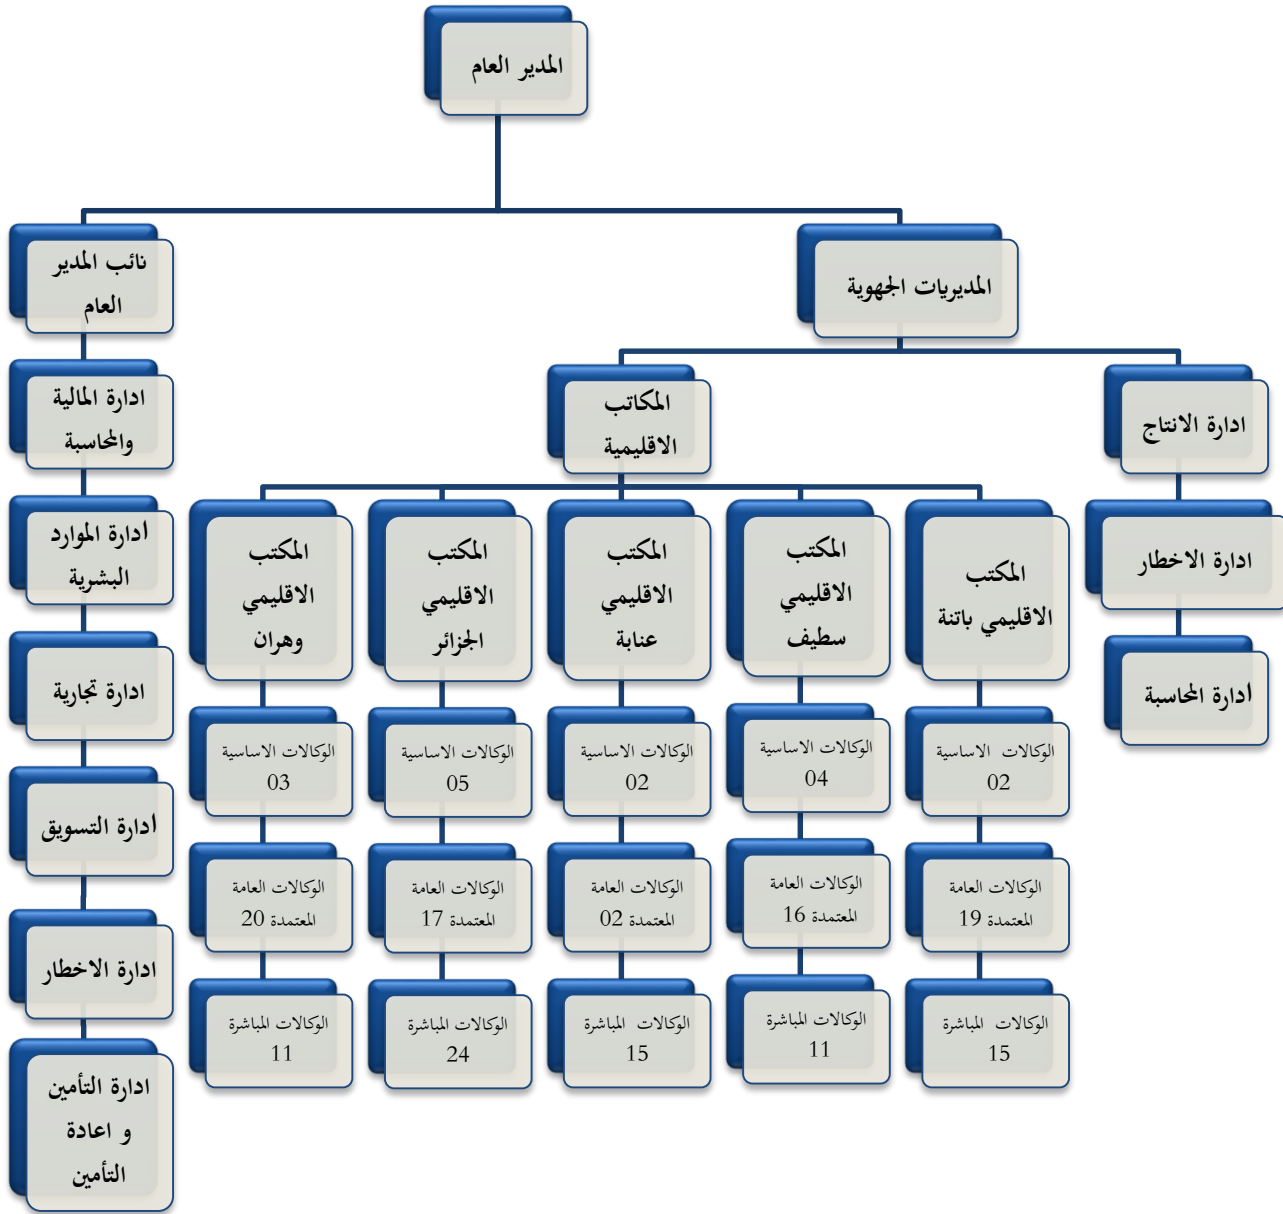 المدير العام
المديريات الجهوية
نائب المدير
العام
ادارة الانتاج
المكاتب
الاقليمية
ادارة المالية
والمحاسبة
ادارة الاخطار
المكتب
الاقليمي باتنة
المكتب
الاقليمي
سطيف
المكتب
الاقليمي
عنابة
المكتب
الاقليمي
الجزائر
المكتب
الاقليمي
وهران
ادارة الموارد
البشرية
ادارة المحاسبة
الوكالات الاساسية
02
الوكالات الاساسية
04
الوكالات الاساسية
02
الوكالات الاساسية
05
الوكالات الاساسية
03
ادارة تجارية
الوكالات العامة
المعتمدة 19
الوكالات العامة
المعتمدة 16
الوكالات العامة
المعتمدة 02
الوكالات العامة
المعتمدة 17
الوكالات العامة
المعتمدة 20
ادارة التسويق
الوكالات المباشرة
15
الوكالات المباشرة
11
الوكالات المباشرة
15
الوكالات المباشرة
24
الوكالات المباشرة
11
ادارة الاخطار
ادارة التأمين
و اعادة
التأمين